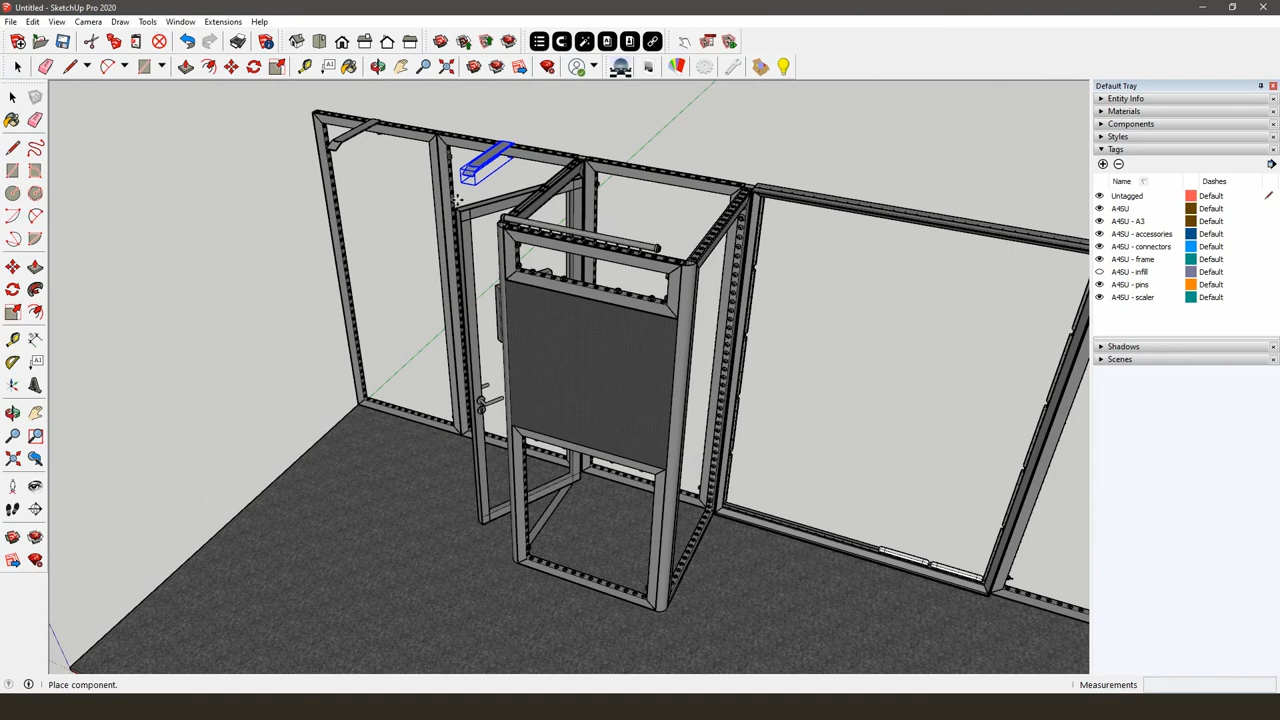 Untitled - SketchUp Pro 2020
File Edit View Camera Draw Tools Window Extensions Help
Default Tray
Entity Info
Materials
Components
Styles
Tags
Name Dashes
Untagged Default
A4SU Default
A4SU - A3 Default
A4SU - accessories Default
A4SU - connectors Default
A4SU - frame Default
A4SU - infill Default
A4SU - pins Default
A4SU - scaler Default
Shadows
Scenes
Place component. Measurements